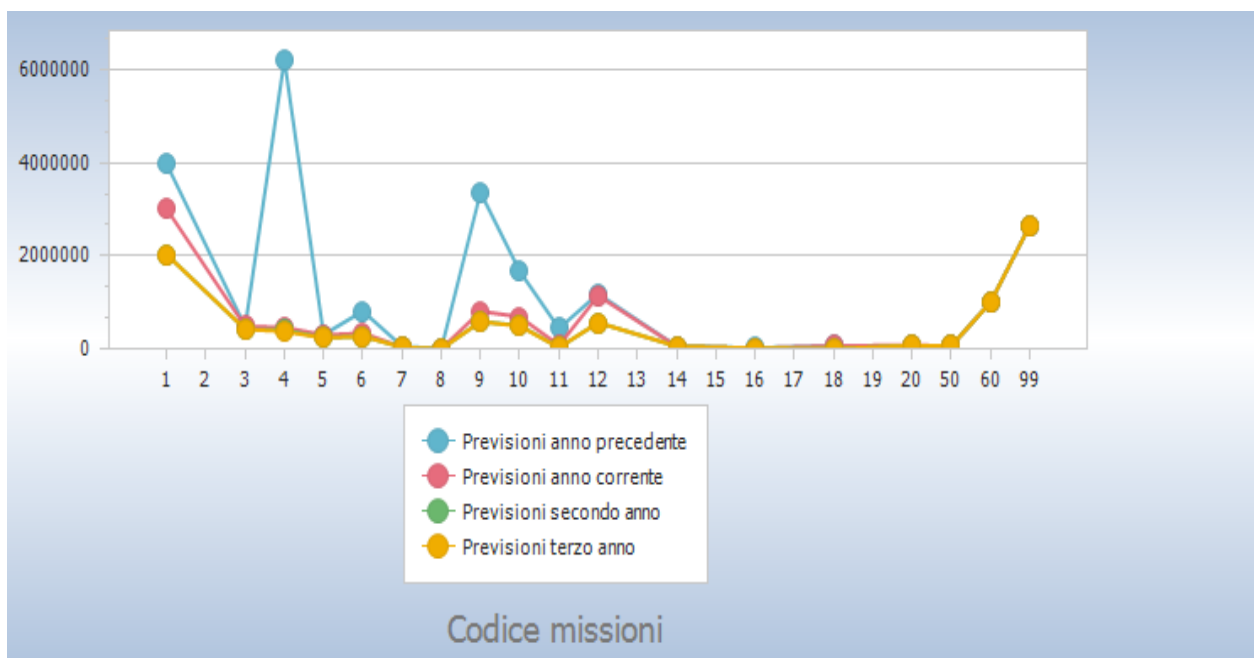 6000000
4000000
2000000
0
1 2 3 4 5 6 7 8 9 10 11 12 13 14 15 16 17 18 19 20 50 60 99
Previsioni anno precedente
Previsioni anno corrente
Previsioni secondo anno
Previsioni terzo anno
Codice missioni